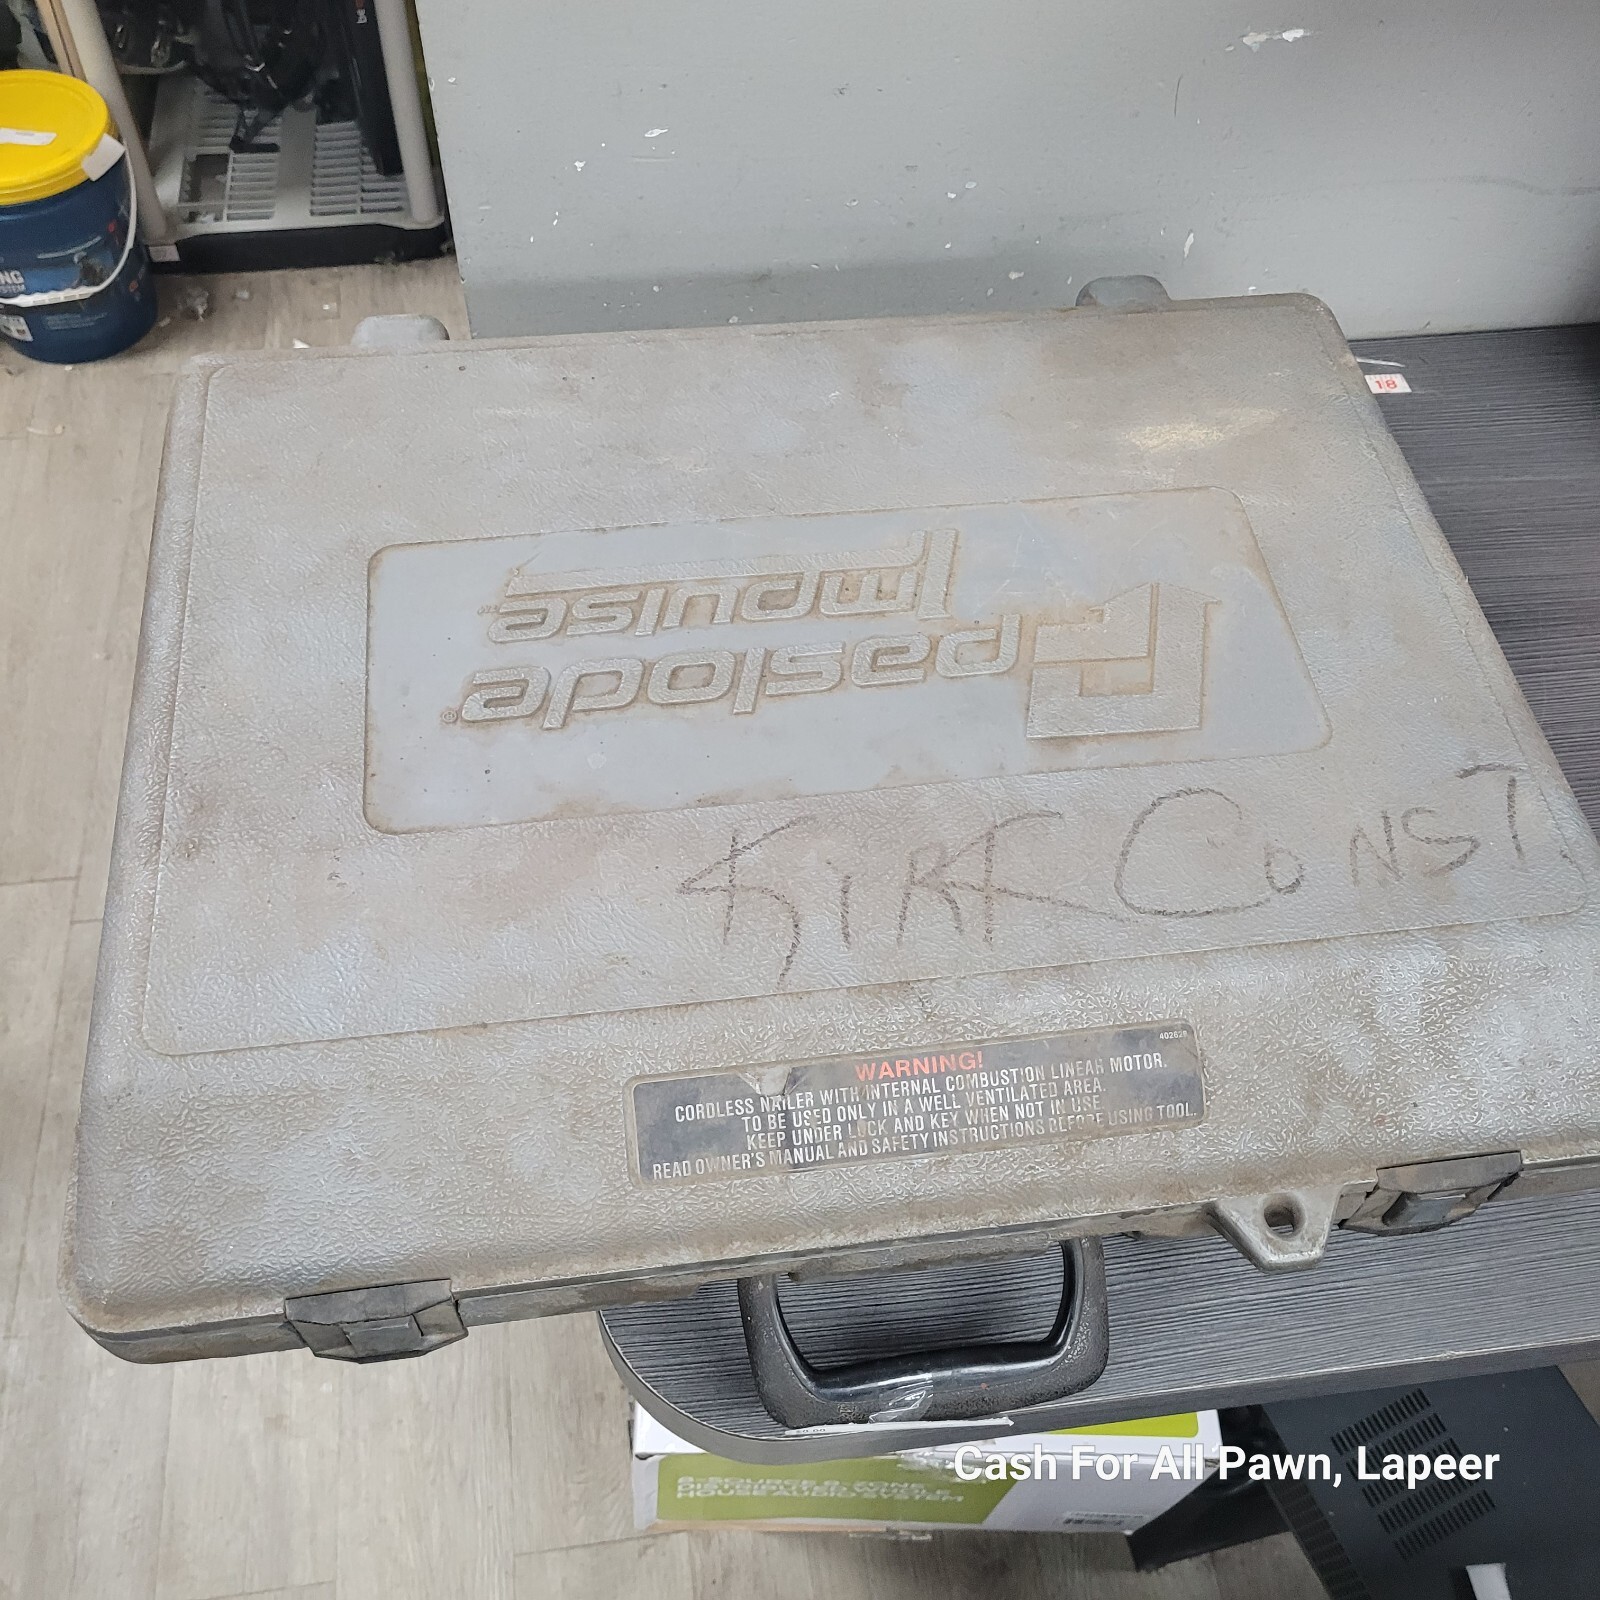 paslode®
Impulse™
KIRK CONST
402628
WARNING!
CORDLESS NAILER WITH INTERNAL COMBUSTION LINEAR MOTOR.
TO BE USED ONLY IN A WELL VENTILATED AREA.
KEEP UNDER LOCK AND KEY WHEN NOT IN USE.
READ OWNER'S MANUAL AND SAFETY INSTRUCTIONS BEFORE USING TOOL.
18
Cash For All Pawn, Lapeer